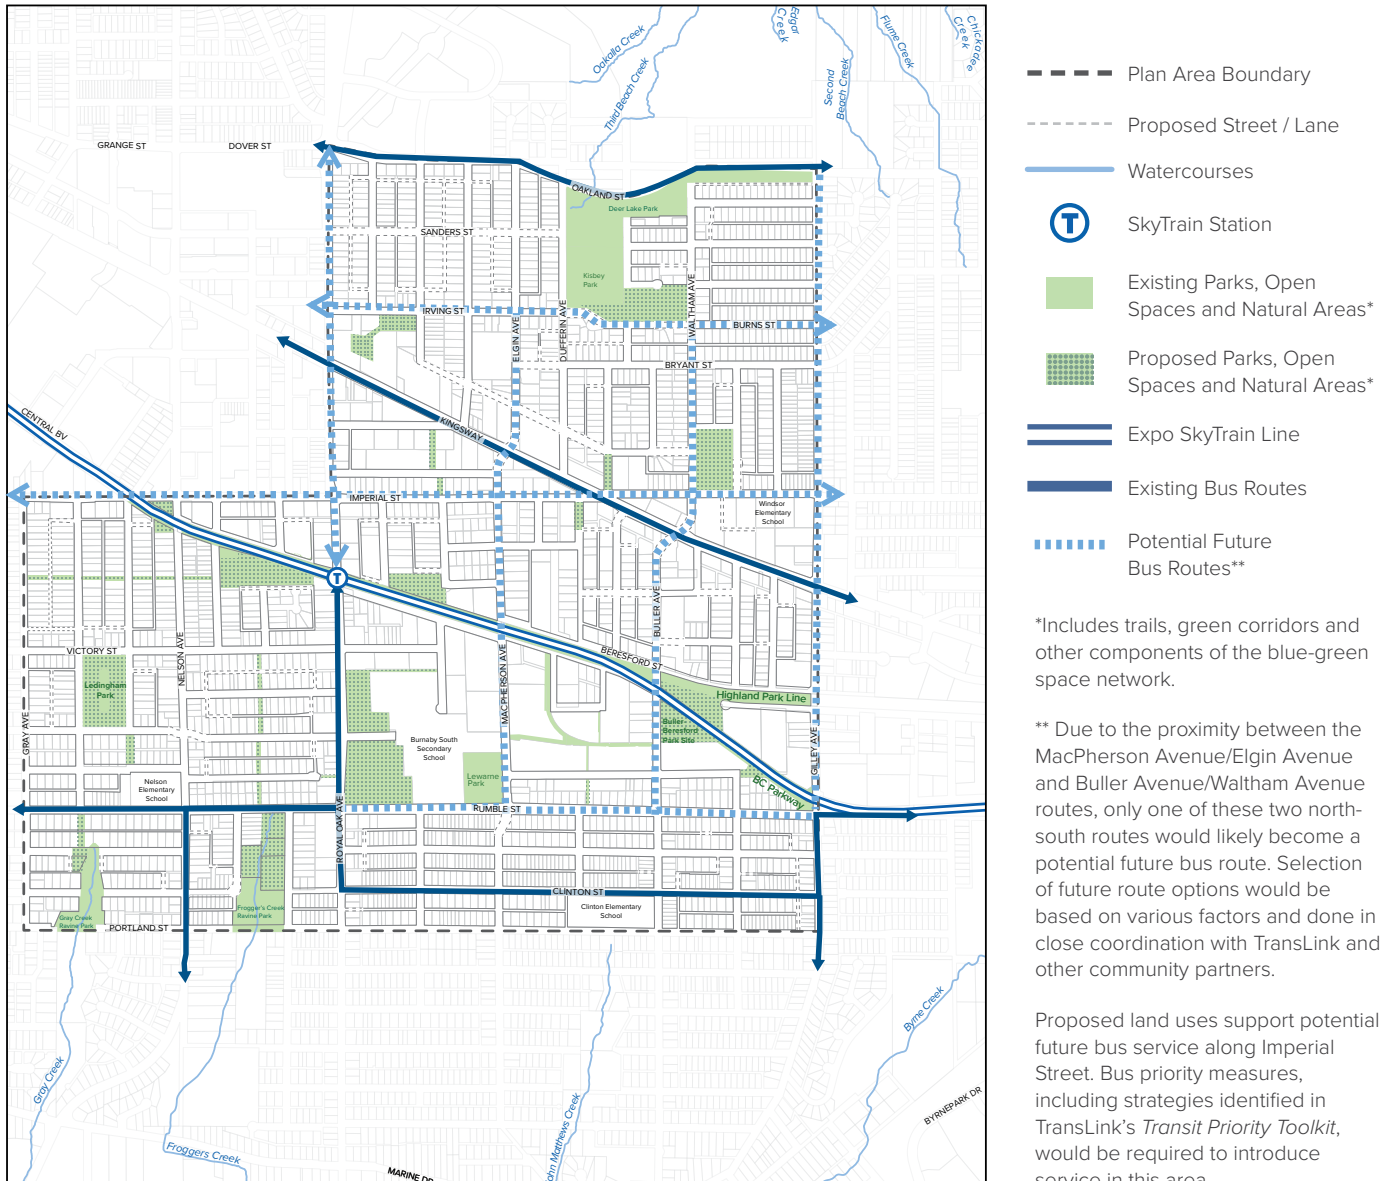 Oakalla Creek
Third Beach Creek
Edgar
Creek
Second
Beach Creek
Flume Creek
Chickadee
Creek
GRANGE ST
DOVER ST
OAKLAND ST
Deer Lake Park
SANDERS ST
Kisbey
Park
IRVING ST
ELGIN AVE
DUFFERIN AVE
WALTHAM AVE
BURNS ST
BRYANT ST
CENTRAL BV
KINGSWAY
IMPERIAL ST
Windsor
Elementary
School
T
VICTORY ST
NELSON AVE
Ledingham
Park
GRAY AVE
MACPHERSON AVE
BULLER AVE
BERESFORD ST
Highland Park Line
Buller-
Beresford
Park Site
GILLEY AVE
BC Parkway
Burnaby South
Secondary
School
Lewarne
Park
Nelson
Elementary
School
ROYAL OAK AVE
RUMBLE ST
CLINTON ST
Clinton Elementary
School
Gray Creek
Ravine Park
Frogger's Creek
Ravine Park
PORTLAND ST
Gray Creek
Froggers Creek
John Matthews Creek
Byrne Creek
BYRNEPARK DR
MARINE DR
Plan Area Boundary
Proposed Street / Lane
Watercourses
T
SkyTrain Station
Existing Parks, Open
Spaces and Natural Areas*
Proposed Parks, Open
Spaces and Natural Areas*
Expo SkyTrain Line
Existing Bus Routes
Potential Future
Bus Routes**
*Includes trails, green corridors and
other components of the blue-green
space network.
** Due to the proximity between the
MacPherson Avenue/Elgin Avenue
and Buller Avenue/Waltham Avenue
routes, only one of these two north-
south routes would likely become a
potential future bus route. Selection
of future route options would be
based on various factors and done in
close coordination with TransLink and
other community partners.
Proposed land uses support potential
future bus service along Imperial
Street. Bus priority measures,
including strategies identified in
TransLink's Transit Priority Toolkit,
would be required to introduce
service in this area.